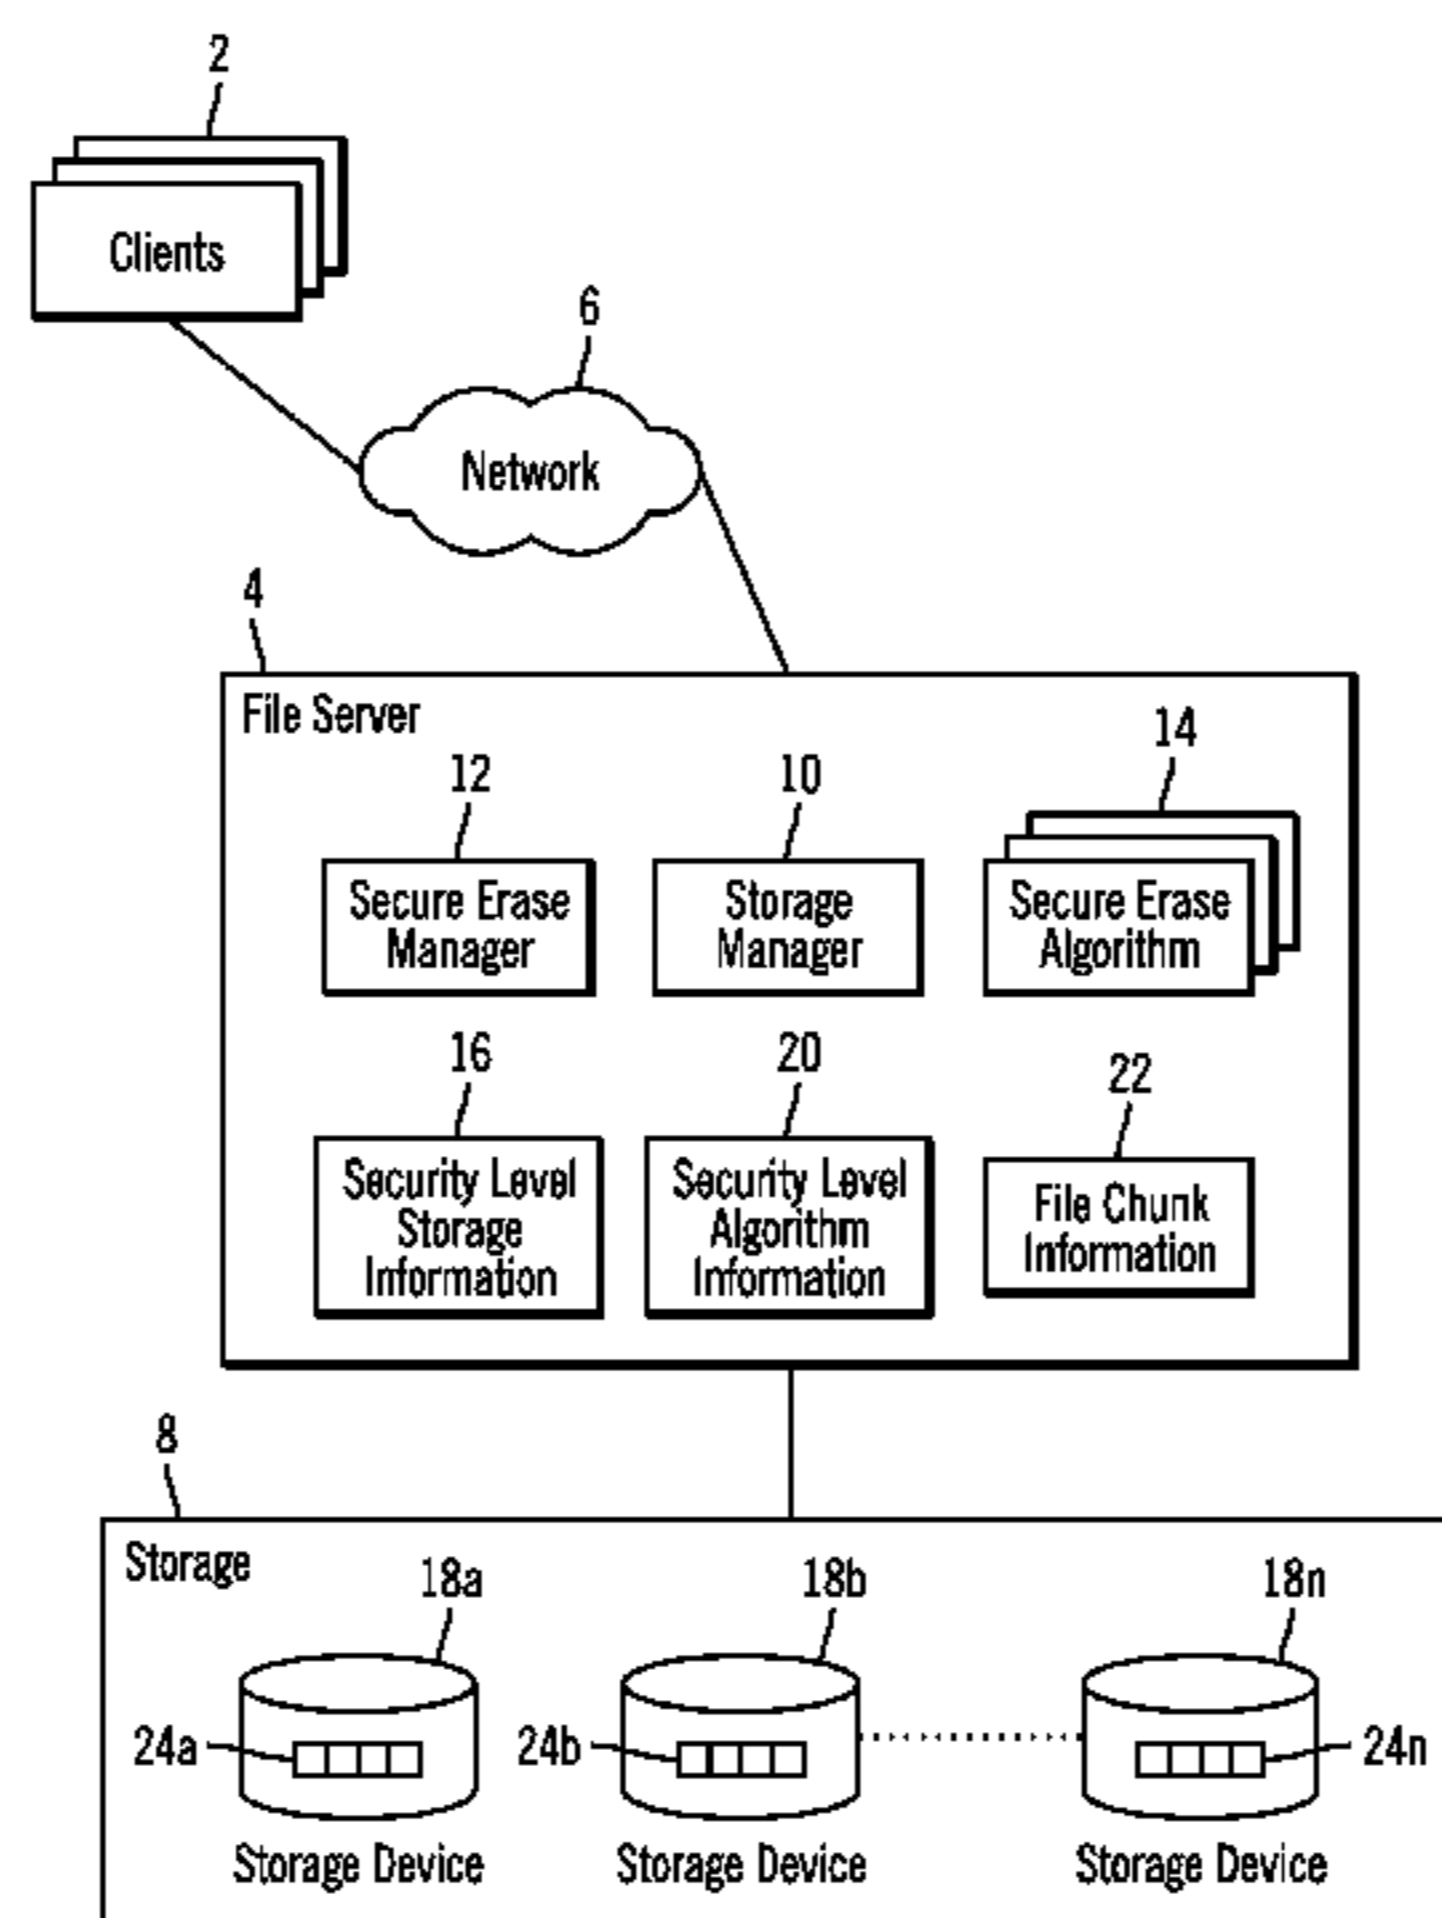 2
Clients
6
Network
4
File Server
12
10
14
Secure Erase
Manager
Storage
Manager
Secure Erase
Algorithm
16
20
22
Security Level
Storage
Information
Security Level
Algorithm
Information
File Chunk
Information
8
Storage
18a
18b
18n
24a
24b
24n
Storage Device
Storage Device
Storage Device